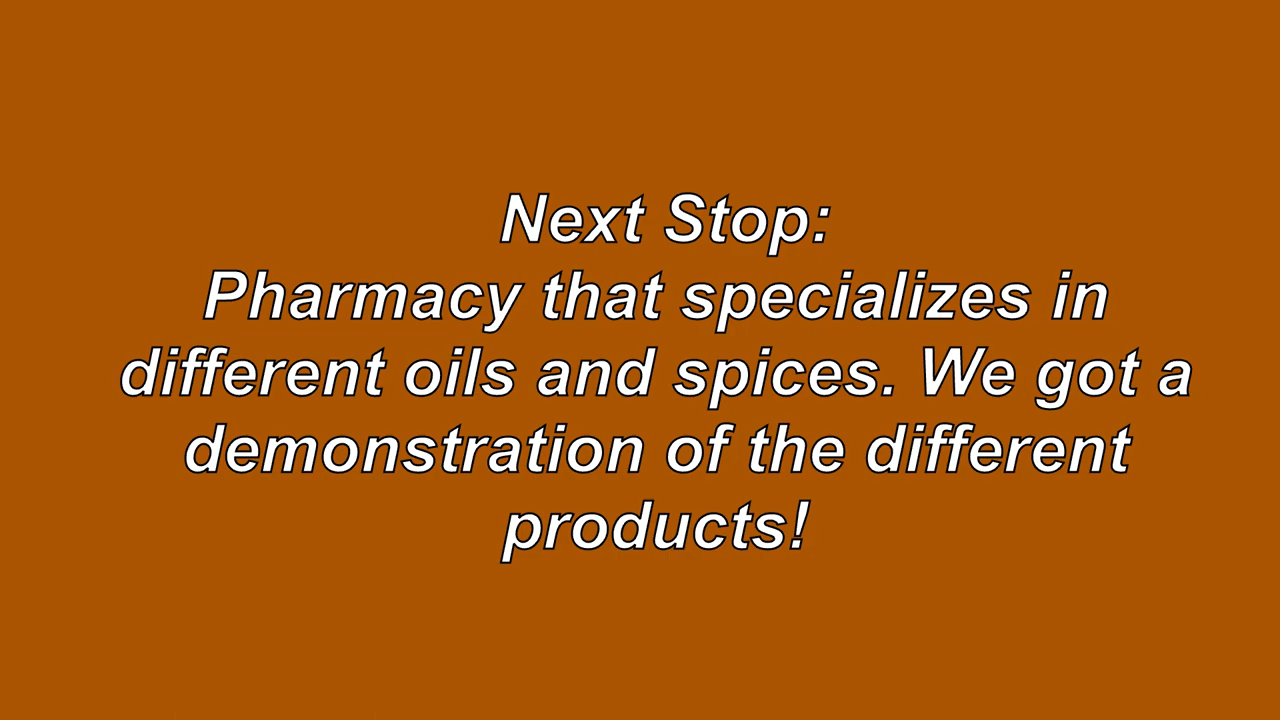 Next Stop:
Pharmacy that specializes in
different oils and spices. We got a
demonstration of the different
products!